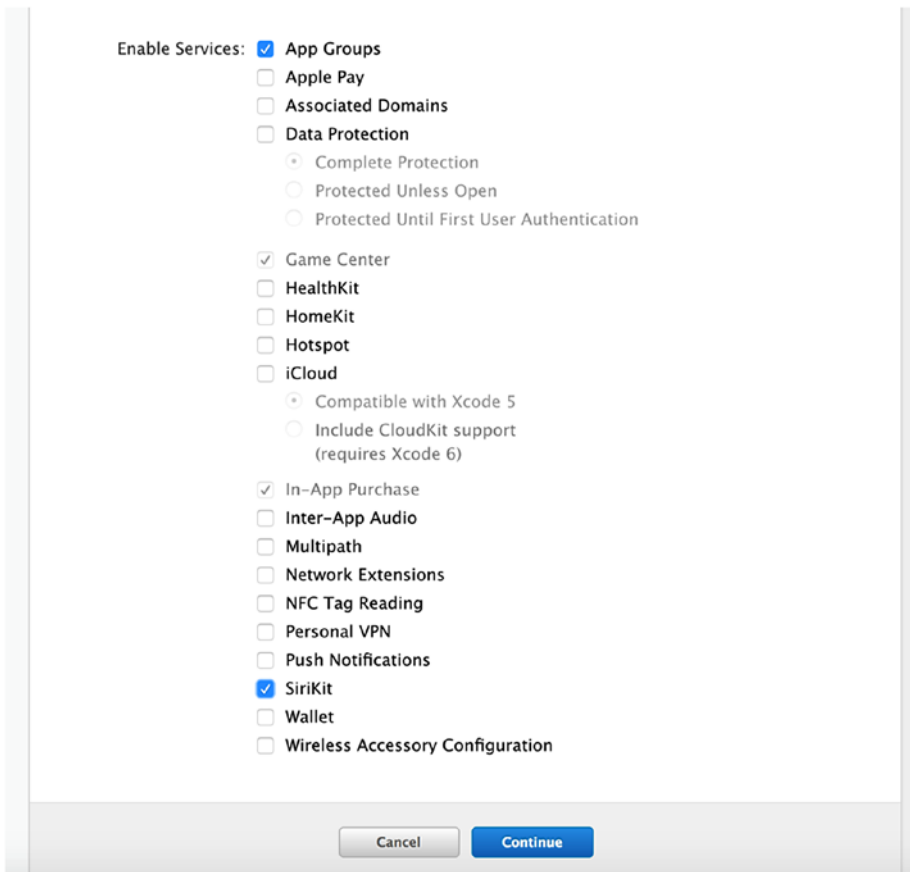 Enable Services: App Groups
Apple Pay
Associated Domains
Data Protection
Complete Protection
Protected Unless Open
Protected Until First User Authentication
Game Center
HealthKit
HomeKit
Hotspot
iCloud
Compatible with Xcode 5
Include CloudKit support
(requires Xcode 6)
In-App Purchase
Inter-App Audio
Multipath
Network Extensions
NFC Tag Reading
Personal VPN
Push Notifications
SiriKit
Wallet
Wireless Accessory Configuration
Cancel Continue